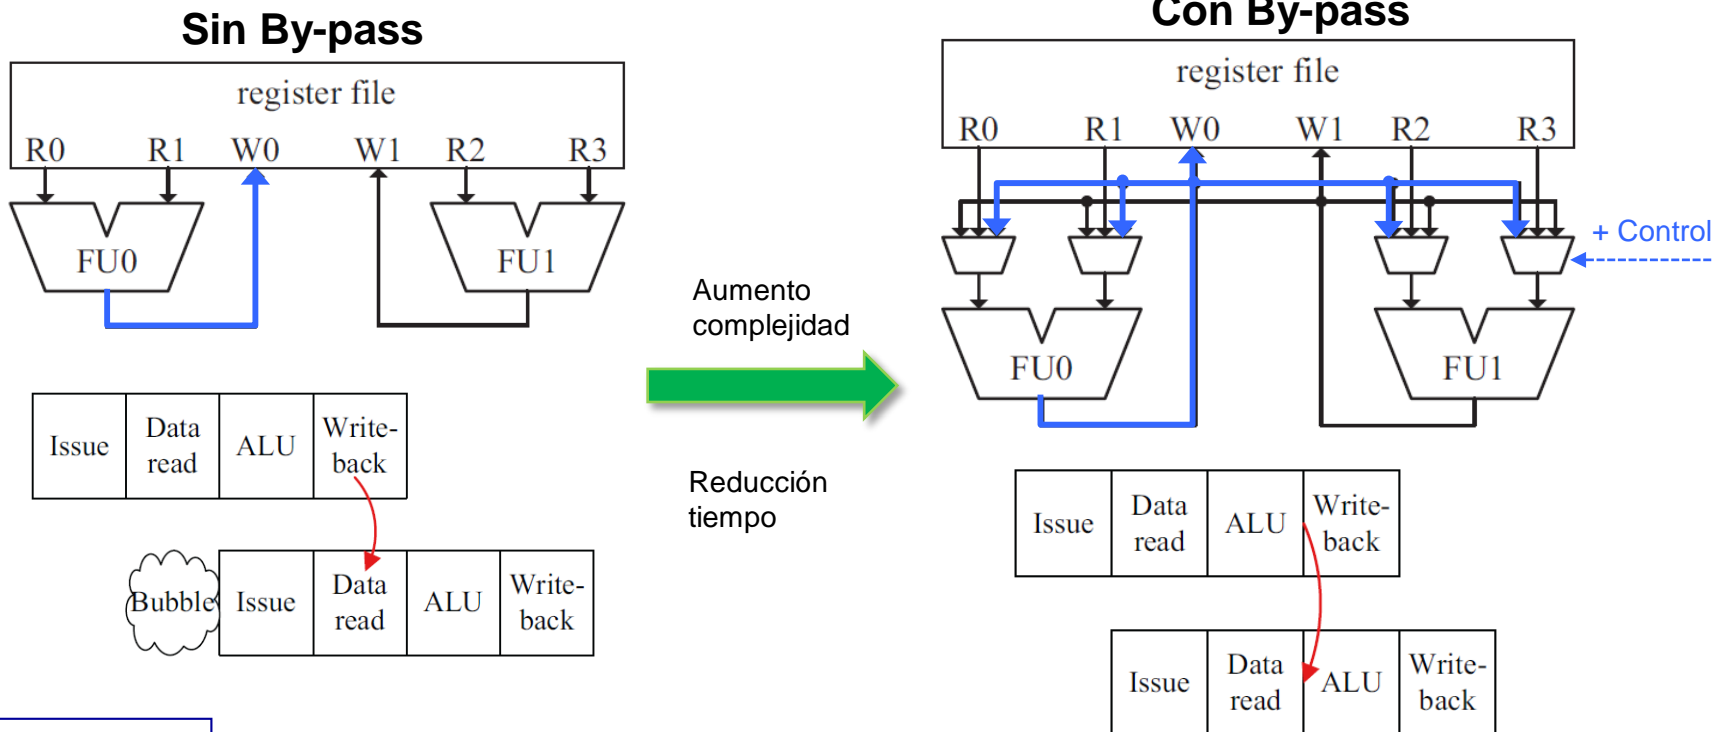 Sin By-pass
register file
R0 R1 W0 W1 R2 R3
FU0 FU1
Issue
Data
read
ALU
Write-
back
Bubble
Issue
Data
read
ALU
Write-
back
Aumento
complejidad
Reducción
tiempo
Con By-pass
register file
R0 R1 W0 W1 R2 R3
+ Control
FU0 FU1
Issue
Data
read
ALU
Write-
back
Issue
Data
read
ALU
Write-
back